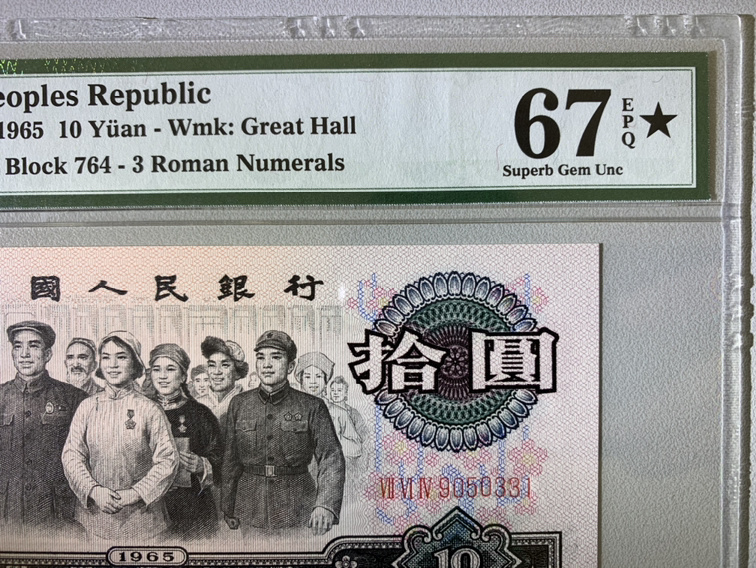 eoples Republic
1965 10 Yüan - Wmk: Great Hall
Block 764 - 3 Roman Numerals
67 EPQ ★
Superb Gem Unc
國人民銀行
拾圓
VII VI IV 9050331
1965
10